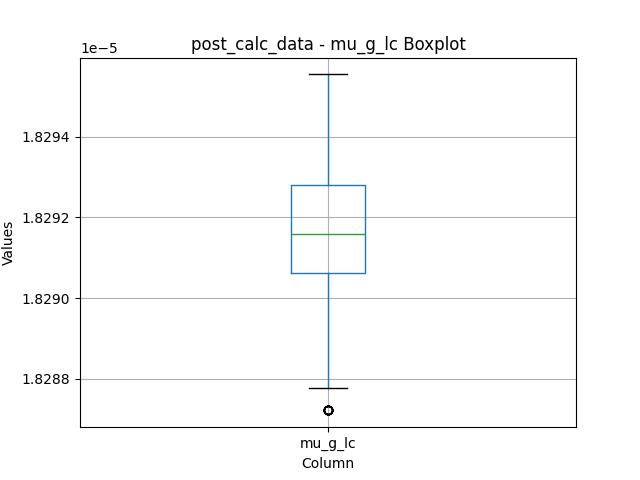 post_calc_data - mu_g_lc Boxplot
1e−5
1.8294
1.8292
1.8290
1.8288
Values
mu_g_lc
Column